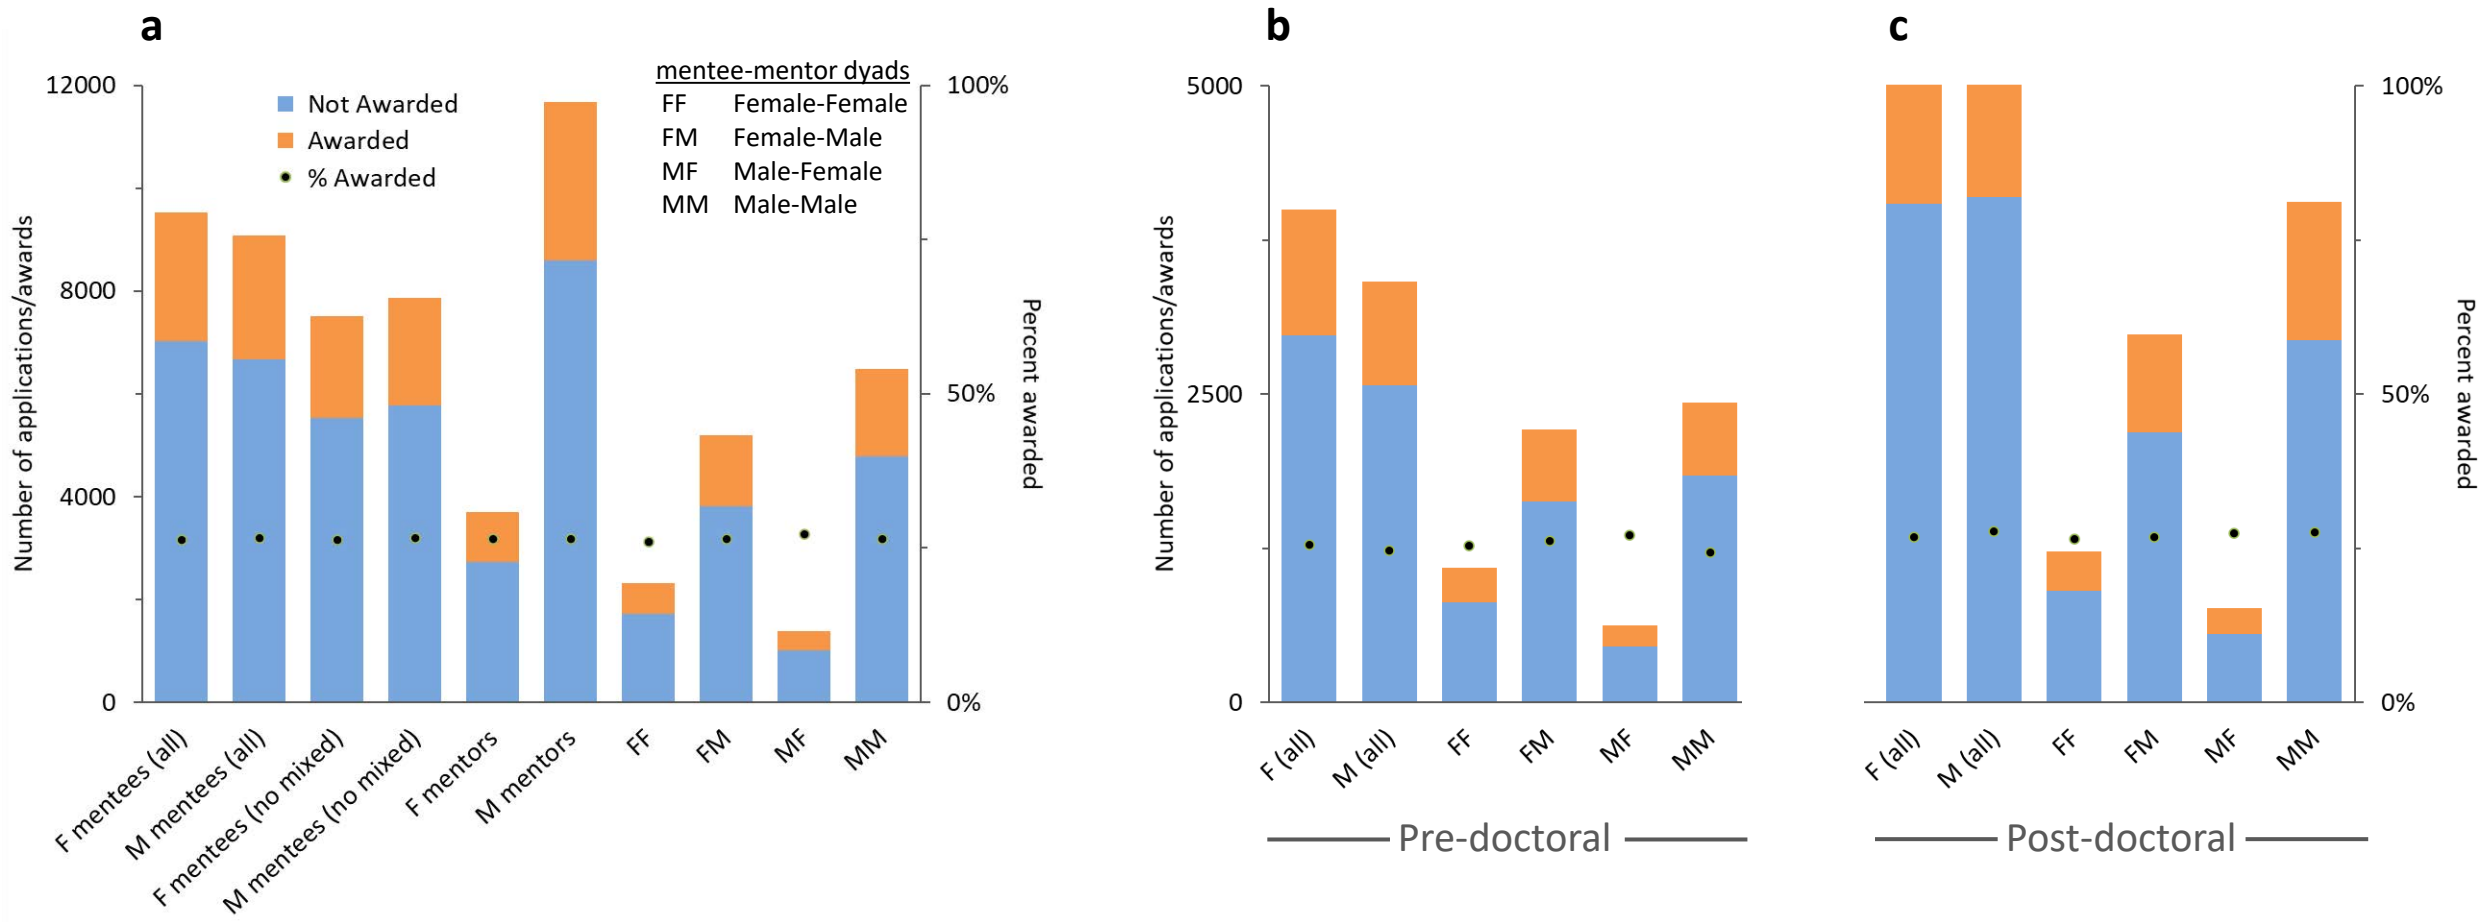 a
b
c
12000
8000
4000
0
Number of applications/awards
Not Awarded
Awarded
% Awarded
mentee-mentor dyads
FF Female-Female
FM Female-Male
MF Male-Female
MM Male-Male
100%
50%
0%
Percent awarded
F mentees (all)
M mentees (all)
F mentees (no mixed)
M mentees (no mixed)
F mentors
M mentors
FF
FM
MF
MM
5000
2500
0
Number of applications/awards
F (all)
M (all)
FF
FM
MF
MM
Pre-doctoral
100%
50%
0%
Percent awarded
F (all)
M (all)
FF
FM
MF
MM
Post-doctoral